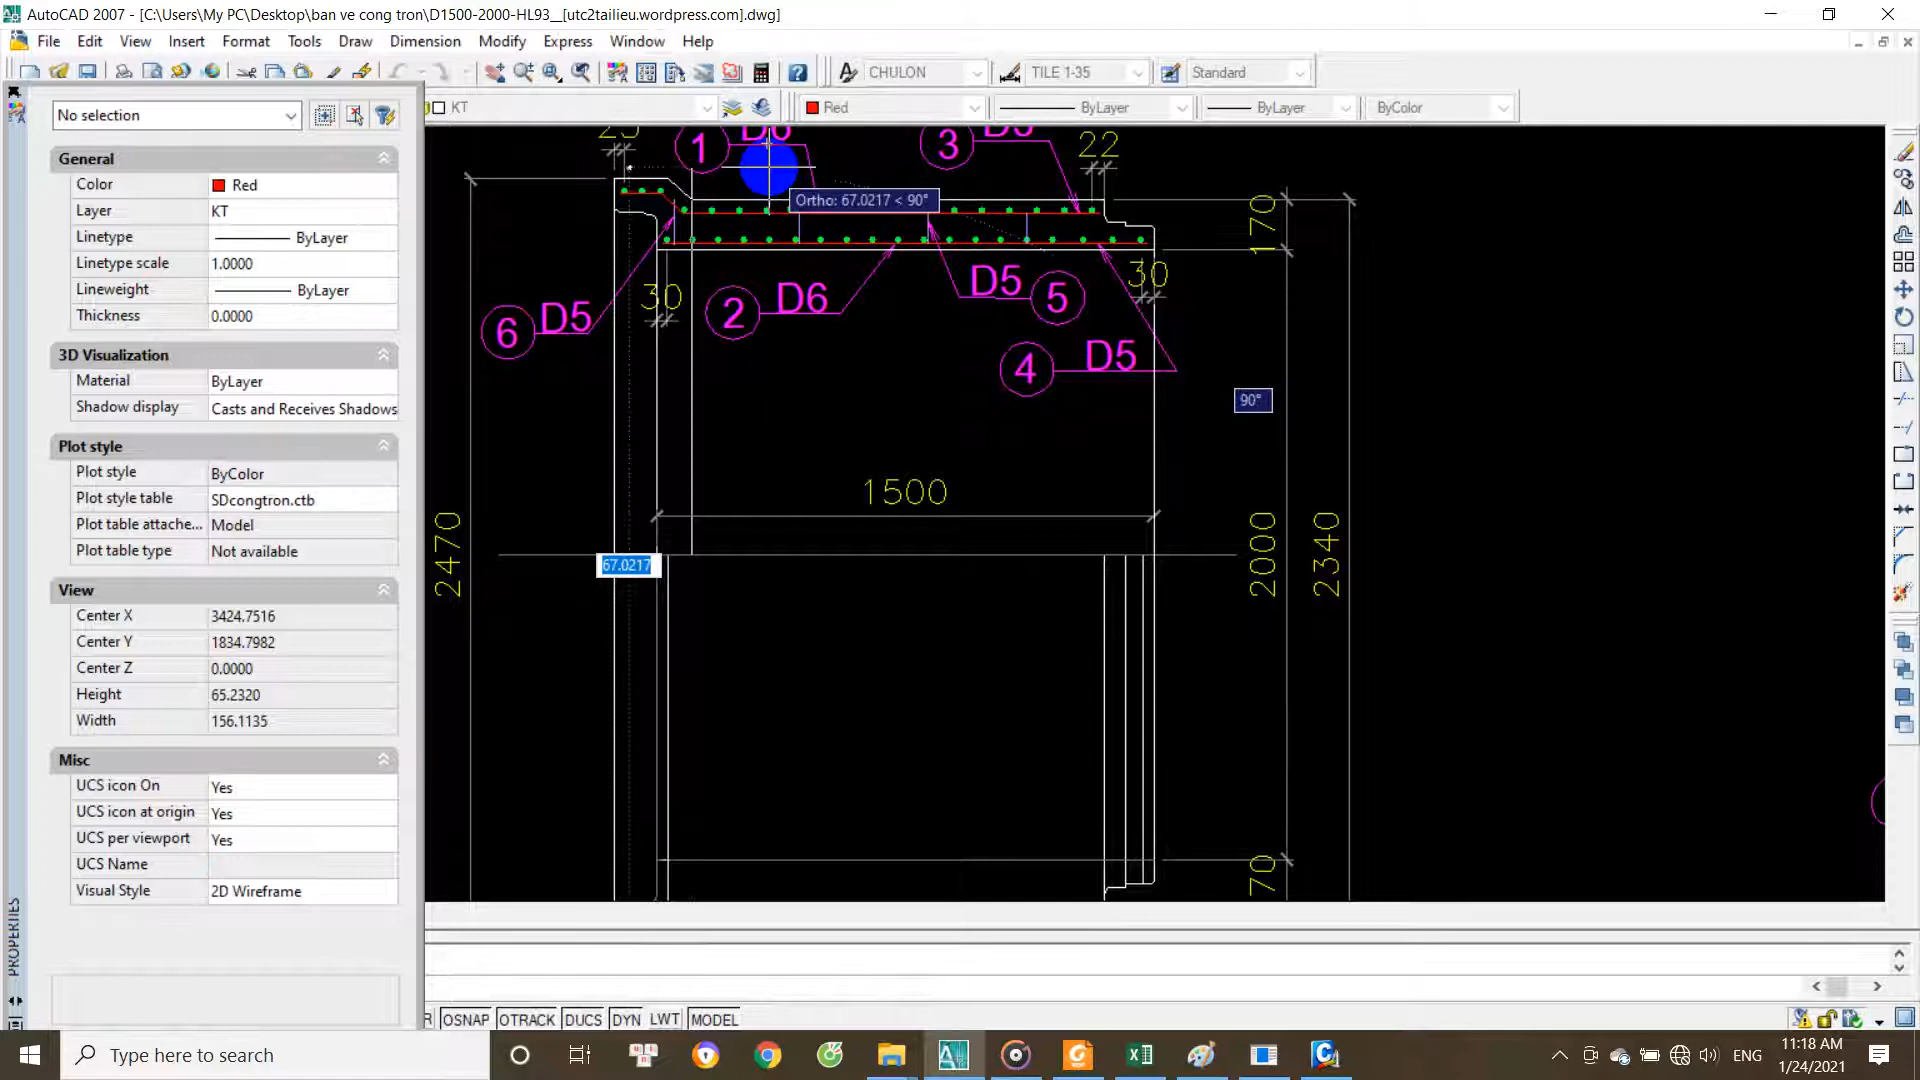 AutoCAD 2007 - [C:\Users\My PC\Desktop\ban ve cong tron\D1500-2000-HL93__[utc2tailieu.wordpress.com].dwg]
File Edit View Insert Format Tools Draw Dimension Modify Express Window Help
CHULON TILE 1-35 Standard
KT Red ByLayer ByLayer ByColor
No selection
General
Color Red
Layer KT
Linetype ByLayer
Linetype scale 1.0000
Lineweight ByLayer
Thickness 0.0000
3D Visualization
Material ByLayer
Shadow display Casts and Receives Shadows
Plot style
Plot style ByColor
Plot style table SDcongtron.ctb
Plot table attache... Model
Plot table type Not available
View
Center X 3424.7516
Center Y 1834.7982
Center Z 0.0000
Height 65.2320
Width 156.1135
Misc
UCS icon On Yes
UCS icon at origin Yes
UCS per viewport Yes
UCS Name
Visual Style 2D Wireframe
PROPERTIES
1
3
22
Ortho: 67.0217 < 90°
170
30
30
6 D5
2 D6
D5 5
4 D5
90°
1500
2470
2000
2340
67.0217
70
OSNAP OTRACK DUCS DYN LWT MODEL
Type here to search
ENG
11:18 AM
1/24/2021